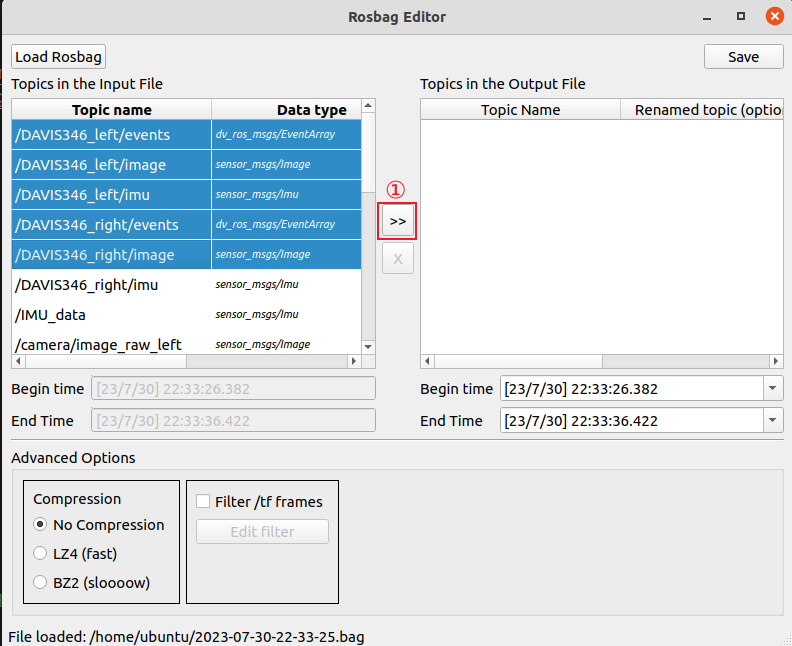 Rosbag Editor
Load Rosbag
Save
Topics in the Input File
Topics in the Output File
Topic name Data type
/DAVIS346_left/events dv_ros_msgs/EventArray
/DAVIS346_left/image sensor_msgs/Image
/DAVIS346_left/imu sensor_msgs/Imu
/DAVIS346_right/events dv_ros_msgs/EventArray
/DAVIS346_right/image sensor_msgs/Image
/DAVIS346_right/imu sensor_msgs/Imu
/IMU_data sensor_msgs/Imu
/camera/image_raw_left sensor_msgs/Image
①
>>
X
Topic Name Renamed topic (optio
Begin time [23/7/30] 22:33:26.382
End Time [23/7/30] 22:33:36.422
Begin time [23/7/30] 22:33:26.382
End Time [23/7/30] 22:33:36.422
Advanced Options
Compression
No Compression
LZ4 (fast)
BZ2 (sloooow)
Filter /tf frames
Edit filter
File loaded: /home/ubuntu/2023-07-30-22-33-25.bag